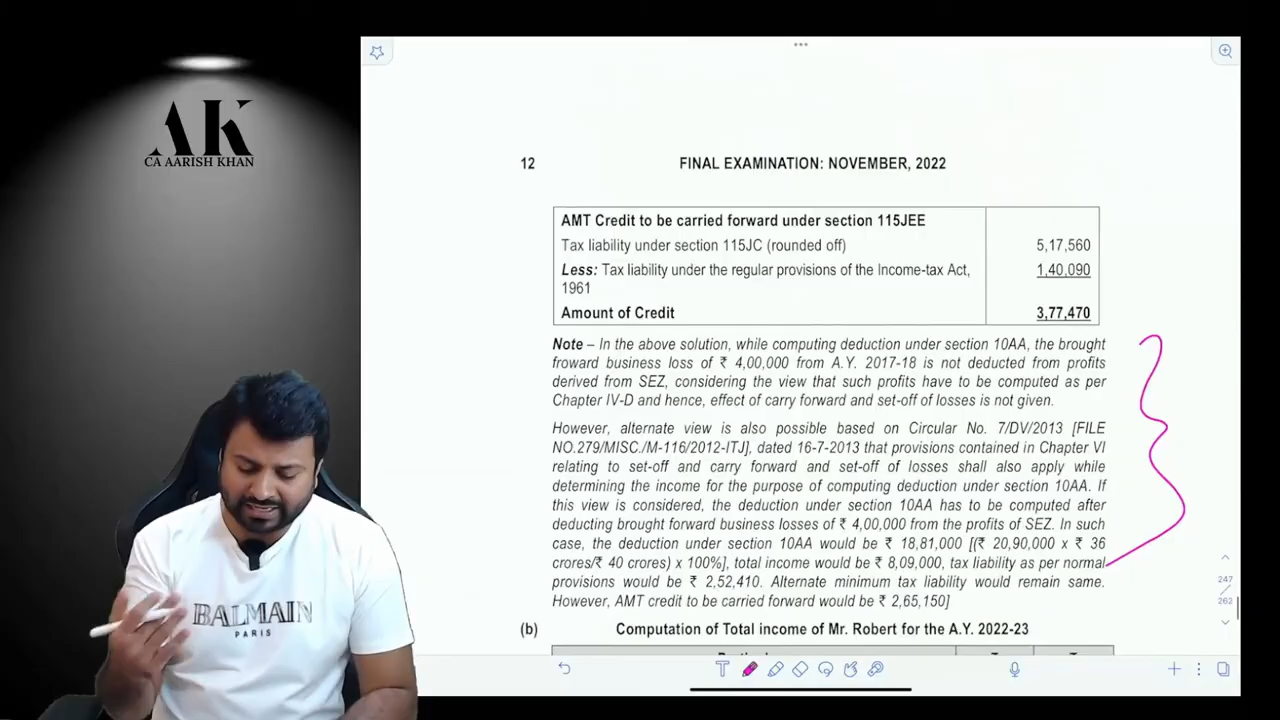 AK
CA AARISH KHAN
12 FINAL EXAMINATION: NOVEMBER, 2022
AMT Credit to be carried forward under section 115JEE
Tax liability under section 115JC (rounded off) 5,17,560
Less: Tax liability under the regular provisions of the Income-tax Act, 1,40,090
1961
Amount of Credit 3,77,470
Note – In the above solution, while computing deduction under section 10AA, the brought
froward business loss of ₹ 4,00,000 from A.Y. 2017-18 is not deducted from profits
derived from SEZ, considering the view that such profits have to be computed as per
Chapter IV-D and hence, effect of carry forward and set-off of losses is not given.
However, alternate view is also possible based on Circular No. 7/DV/2013 [FILE
NO.279/MISC./M-116/2012-ITJ], dated 16-7-2013 that provisions contained in Chapter VI
relating to set-off and carry forward and set-off of losses shall also apply while
determining the income for the purpose of computing deduction under section 10AA. If
this view is considered, the deduction under section 10AA has to be computed after
deducting brought forward business losses of ₹ 4,00,000 from the profits of SEZ. In such
case, the deduction under section 10AA would be ₹ 18,81,000 [(₹ 20,90,000 x ₹ 36
crores/₹ 40 crores) x 100%], total income would be ₹ 8,09,000, tax liability as per normal
provisions would be ₹ 2,52,410. Alternate minimum tax liability would remain same.
However, AMT credit to be carried forward would be ₹ 2,65,150]
(b) Computation of Total income of Mr. Robert for the A.Y. 2022-23
247
262
BALMAIN
PARIS
T